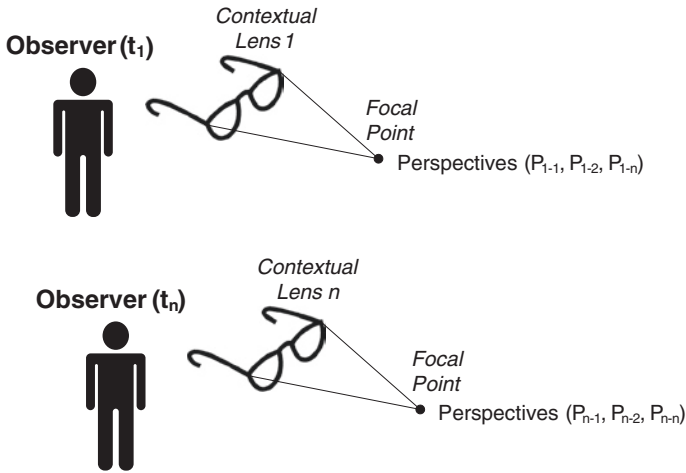 Contextual
Lens 1
Observer (t₁)
Focal
Point
Perspectives (P₁₋₁, P₁₋₂, P₁₋ₙ)
Contextual
Lens n
Observer (tₙ)
Focal
Point
Perspectives (Pₙ₋₁, Pₙ₋₂, Pₙ₋ₙ)